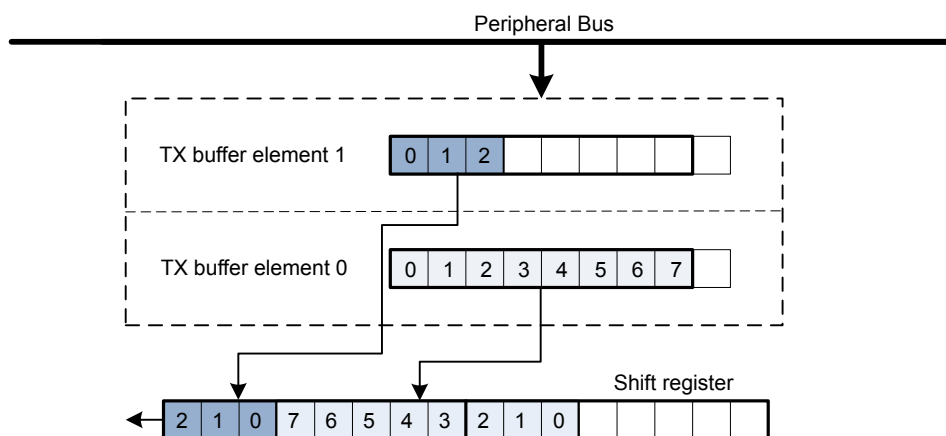 Peripheral Bus
TX buffer element 1
0 1 2
TX buffer element 0
0 1 2 3 4 5 6 7
Shift register
2 1 0 7 6 5 4 3 2 1 0